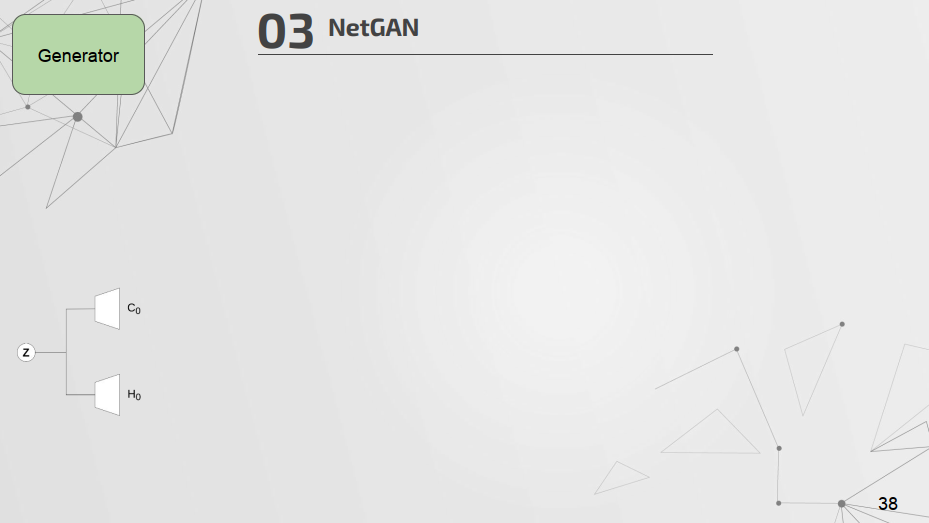 Generator
03 NetGAN
C₀
z
H₀
38